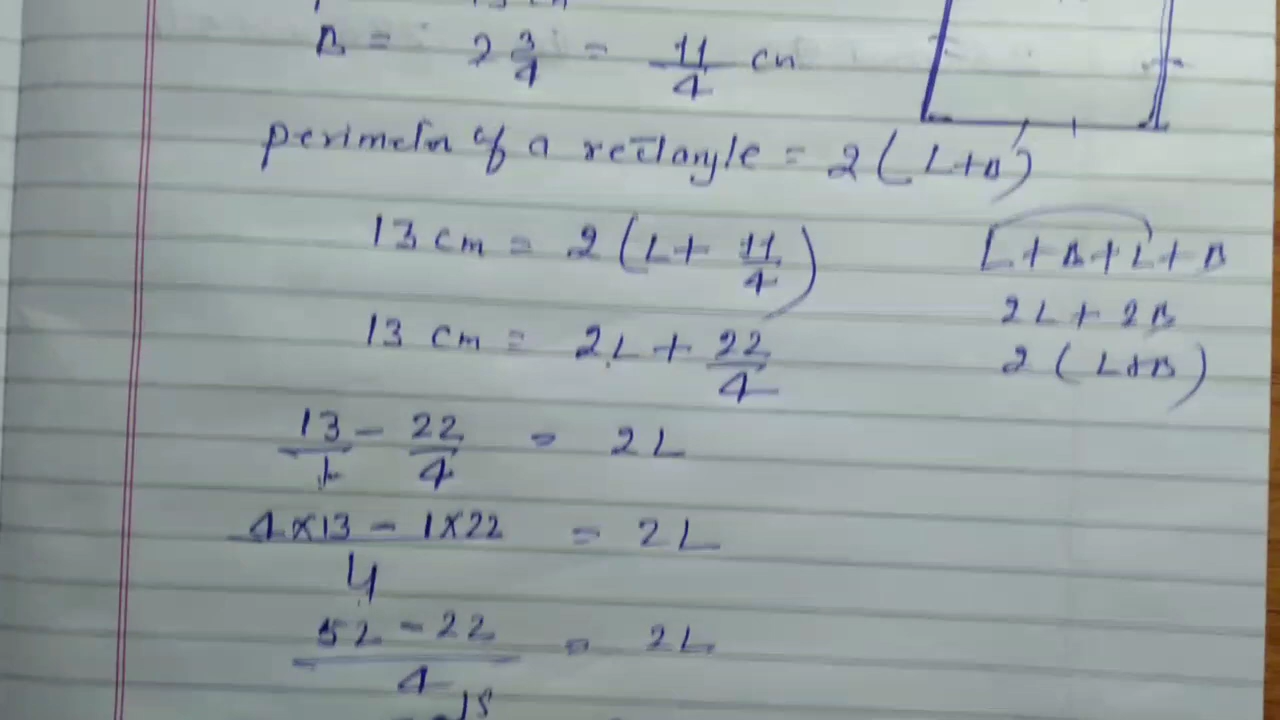 B = 2 3/4 = 11/4 cm
perimeter of a rectangle = 2 ( L+B )
13 cm = 2 ( L + 11/4 )
L + B + L + B
13 cm = 2L + 22/4
2L + 2B
2 ( L+B )
13/1 - 22/4 = 2L
4 x 13 - 1 x 22 / 4 = 2L
52 - 22 / 4 = 2L
15